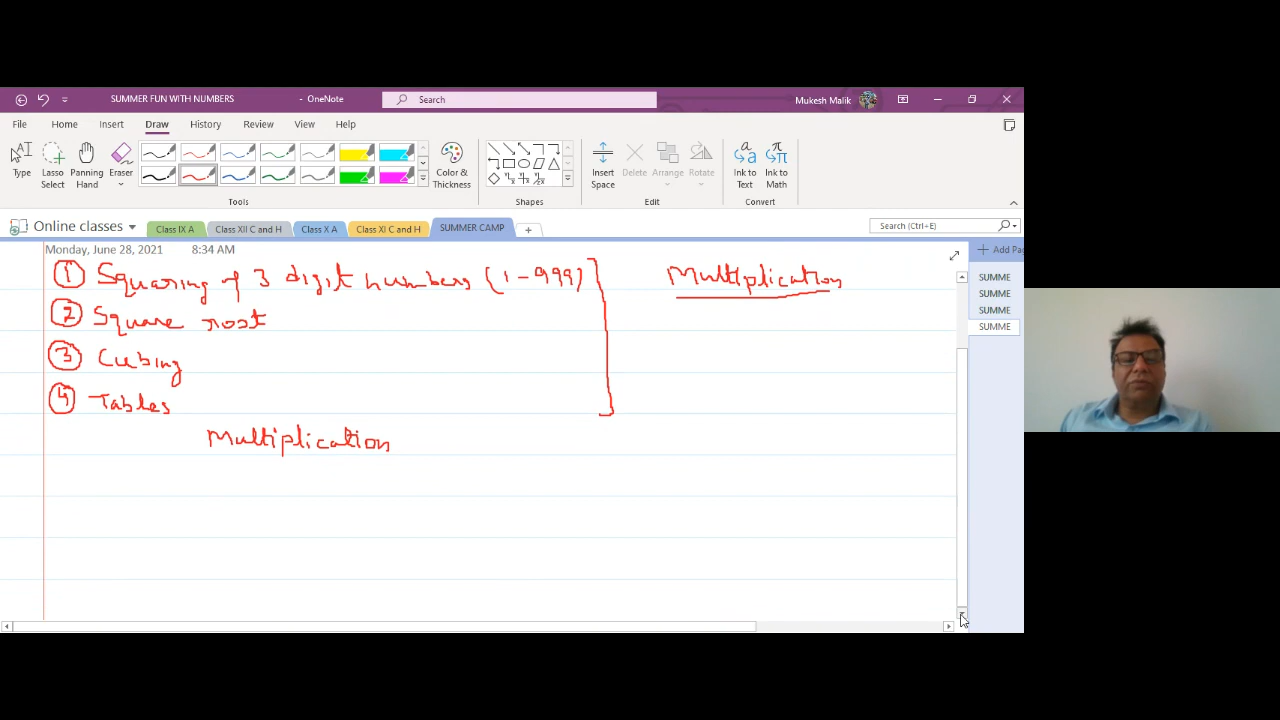 SUMMER FUN WITH NUMBERS - OneNote
Search
Mukesh Malik
File Home Insert Draw History Review View Help
Type
Lasso Select
Panning Hand
Eraser
Color & Thickness
Insert Space
Delete
Arrange
Rotate
Ink to Text
Ink to Math
Tools
Shapes
Edit
Convert
Online classes
Class IX A
Class XII C and H
Class X A
Class XI C and H
SUMMER CAMP
Search (Ctrl+E)
Monday, June 28, 2021 8:34 AM
Add Pag
① Squaring of 3 digit numbers (1-999)
② Square root
③ Cubing
④ Tables
Multiplication
Multiplication
SUMME
SUMME
SUMME
SUMME